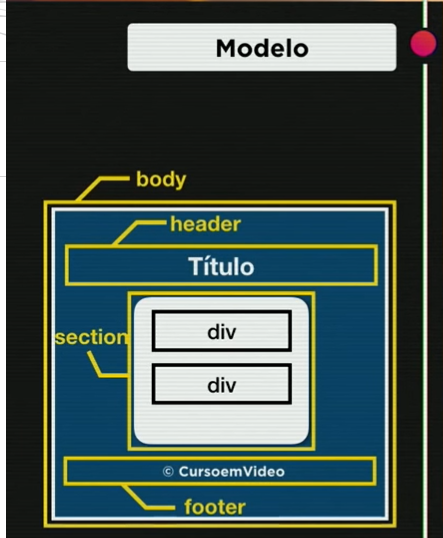 Modelo
body
header
Título
section
div
div
© CursoemVideo
footer